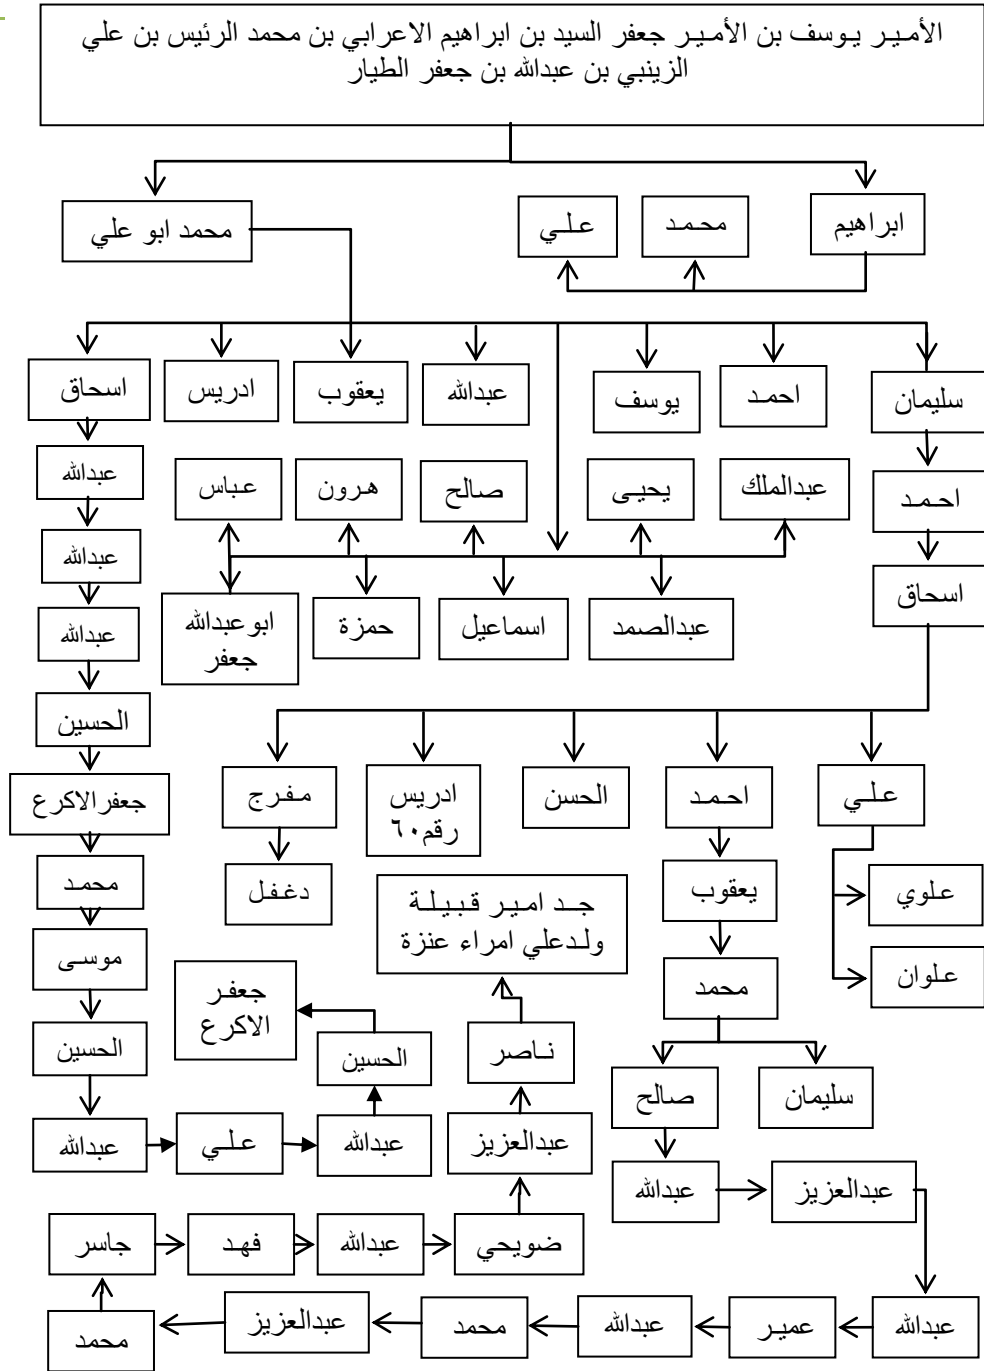 الأمير يوسف بن الأمير جعفر السيد بن ابراهيم الاعرابي بن محمد الرئيس بن علي
الزينبي بن عبدالله بن جعفر الطيار
ابراهيم
محمد
علي
محمد ابو علي
سليمان
احمد
يوسف
عبدالله
يعقوب
ادريس
اسحاق
احمد
عبدالملك
يحيى
صالح
هرون
عباس
عبدالله
اسحاق
عبدالصمد
اسماعيل
حمزة
ابوعبدالله
جعفر
عبدالله
عبدالله
الحسين
علي
احمد
الحسن
ادريس
رقم٦٠
مفرج
جعفرالاكرع
علوي
يعقوب
جد امير قبيلة
ولدعلي امراء عنزة
دغفل
محمد
علوان
محمد
موسى
جعفر
الاكرع
ناصر
الحسين
الحسين
سليمان
صالح
عبدالعزيز
عبدالله
علي
عبدالله
عبدالعزيز
عبدالله
ضويحي
عبدالله
فهد
جاسر
عبدالله
عمير
عبدالله
محمد
عبدالعزيز
محمد